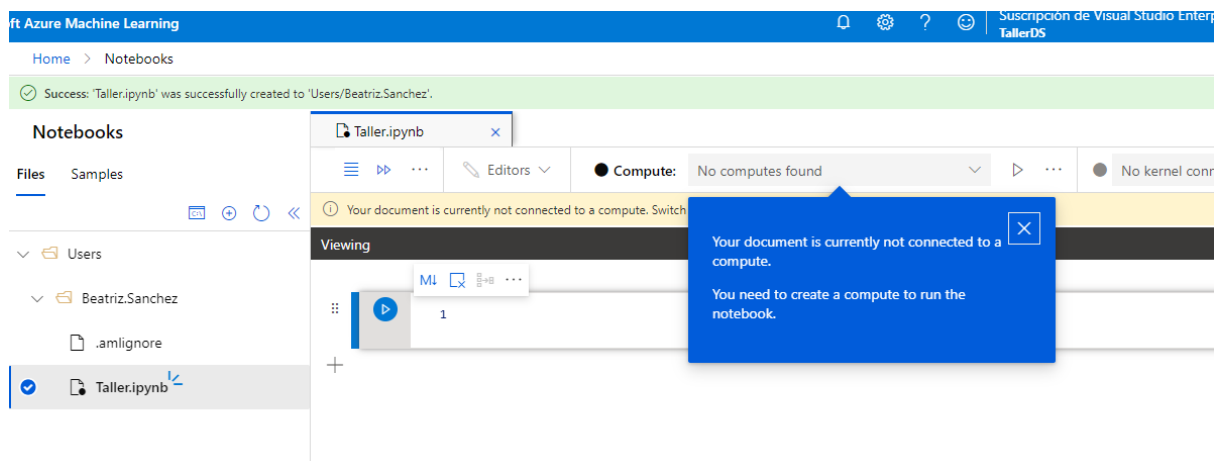 ft Azure Machine Learning
Suscripción de Visual Studio Enterp
TallerDS
Home > Notebooks
Success: 'Taller.ipynb' was successfully created to 'Users/Beatriz.Sanchez'.
Notebooks
Taller.ipynb
Files Samples
Editors
Compute: No computes found
No kernel conn
Your document is currently not connected to a compute. Switch
Viewing
Your document is currently not connected to a
compute.
You need to create a compute to run the
notebook.
Users
M↓
Beatriz.Sanchez
1
.amlignore
Taller.ipynb